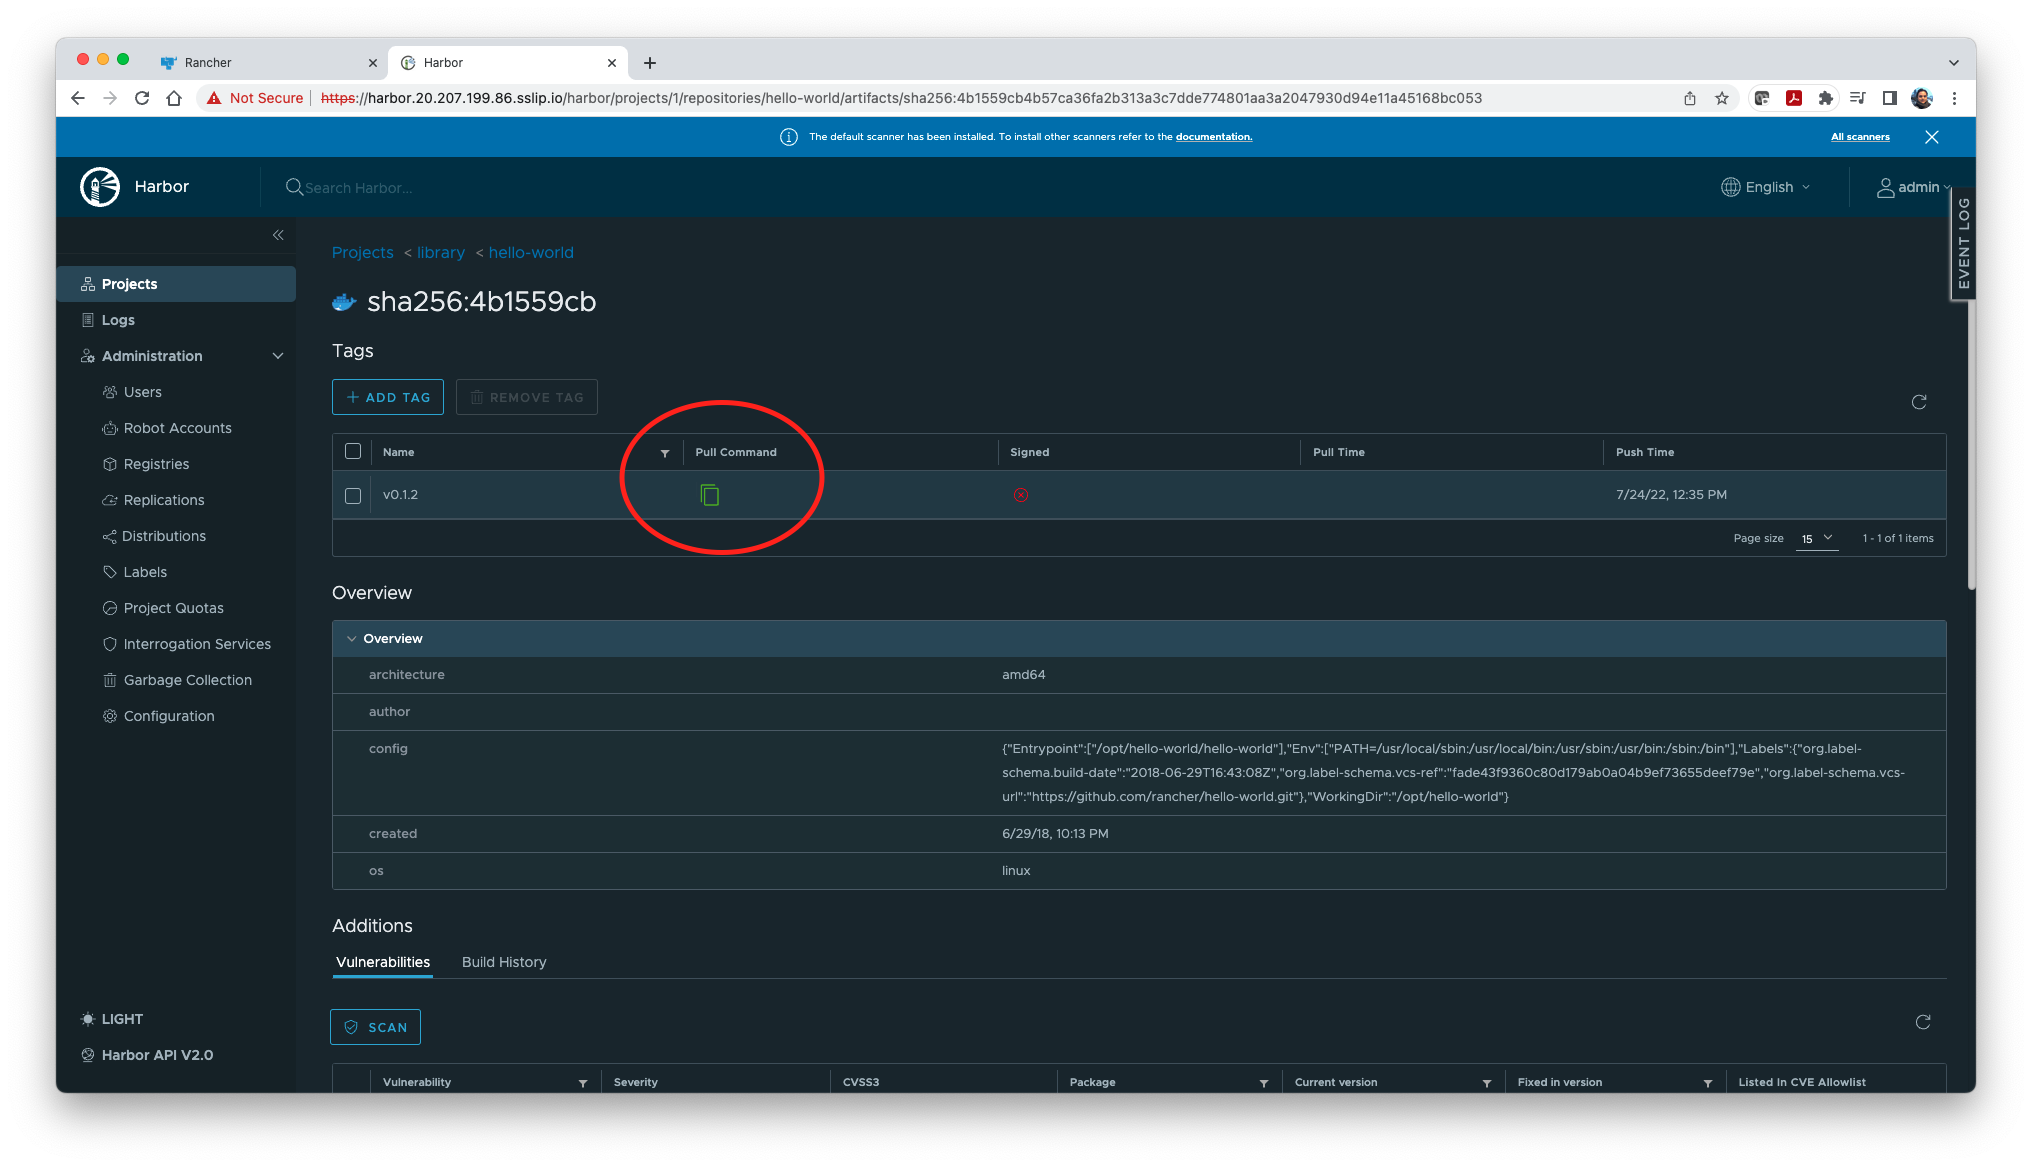 Rancher
Harbor
Not Secure https://harbor.20.207.199.86.sslip.io/harbor/projects/1/repositories/hello-world/artifacts/sha256:4b1559cb4b57ca36fa2b313a3c7dde774801aa3a2047930d94e11a45168bc053
The default scanner has been installed. To install other scanners refer to the documentation.
All scanners
Harbor
Search Harbor...
English
admin
EVENT LOG
Projects
Logs
Administration
Users
Robot Accounts
Registries
Replications
Distributions
Labels
Project Quotas
Interrogation Services
Garbage Collection
Configuration
LIGHT
Harbor API V2.0
Projects < library < hello-world
sha256:4b1559cb
Tags
ADD TAG
REMOVE TAG
Name Pull Command Signed Pull Time Push Time
v0.1.2 7/24/22, 12:35 PM
Page size 15 1 - 1 of 1 items
Overview
Overview
architecture amd64
author
config {"Entrypoint":["/opt/hello-world/hello-world"],"Env":["PATH=/usr/local/sbin:/usr/local/bin:/usr/sbin:/usr/bin:/sbin:/bin"],"Labels":{"org.label-
schema.build-date":"2018-06-29T16:43:08Z","org.label-schema.vcs-ref":"fade43f9360c80d179ab0a04b9ef73655deef79e","org.label-schema.vcs-
url":"https://github.com/rancher/hello-world.git"},"WorkingDir":"/opt/hello-world"}
created 6/29/18, 10:13 PM
os linux
Additions
Vulnerabilities Build History
SCAN
Vulnerability Severity CVSS3 Package Current version Fixed in version Listed In CVE Allowlist